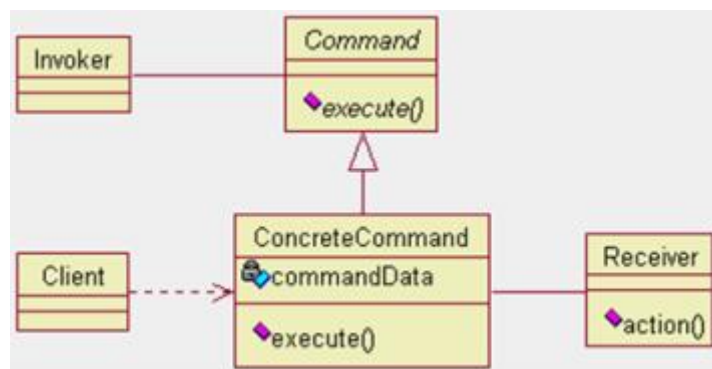 Command
Invoker
execute()
ConcreteCommand
commandData
execute()
Client
Receiver
action()